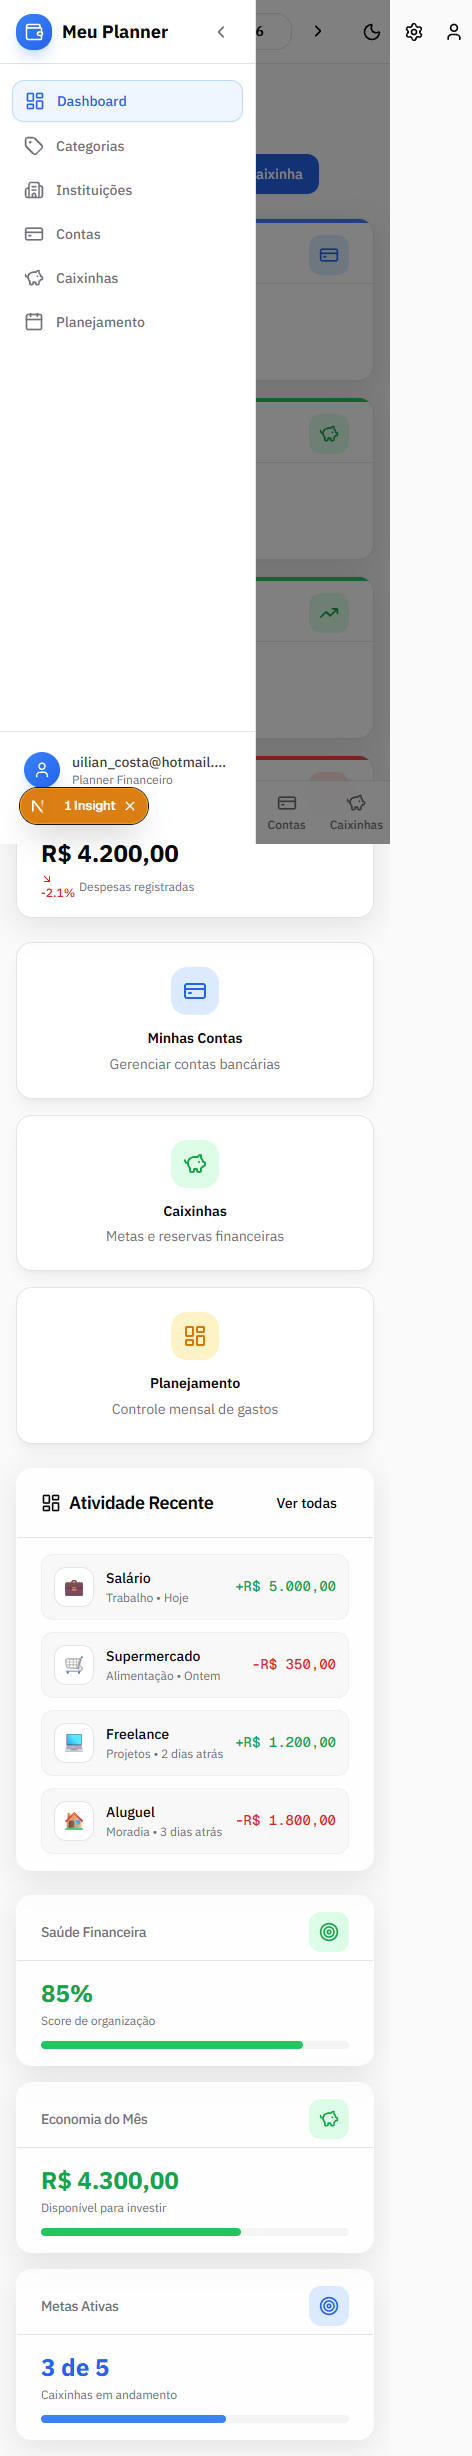 Meu Planner
6
Dashboard
Categorias
aixinha
Instituições
Contas
Caixinhas
Planejamento
uilian_costa@hotmail....
Planner Financeiro
1 Insight
Contas
Caixinhas
R$ 4.200,00
-2.1% Despesas registradas
Minhas Contas
Gerenciar contas bancárias
Caixinhas
Metas e reservas financeiras
Planejamento
Controle mensal de gastos
Atividade Recente
Ver todas
Salário
Trabalho • Hoje
+R$ 5.000,00
Supermercado
Alimentação • Ontem
-R$ 350,00
Freelance
Projetos • 2 dias atrás
+R$ 1.200,00
Aluguel
Moradia • 3 dias atrás
-R$ 1.800,00
Saúde Financeira
85%
Score de organização
Economia do Mês
R$ 4.300,00
Disponível para investir
Metas Ativas
3 de 5
Caixinhas em andamento